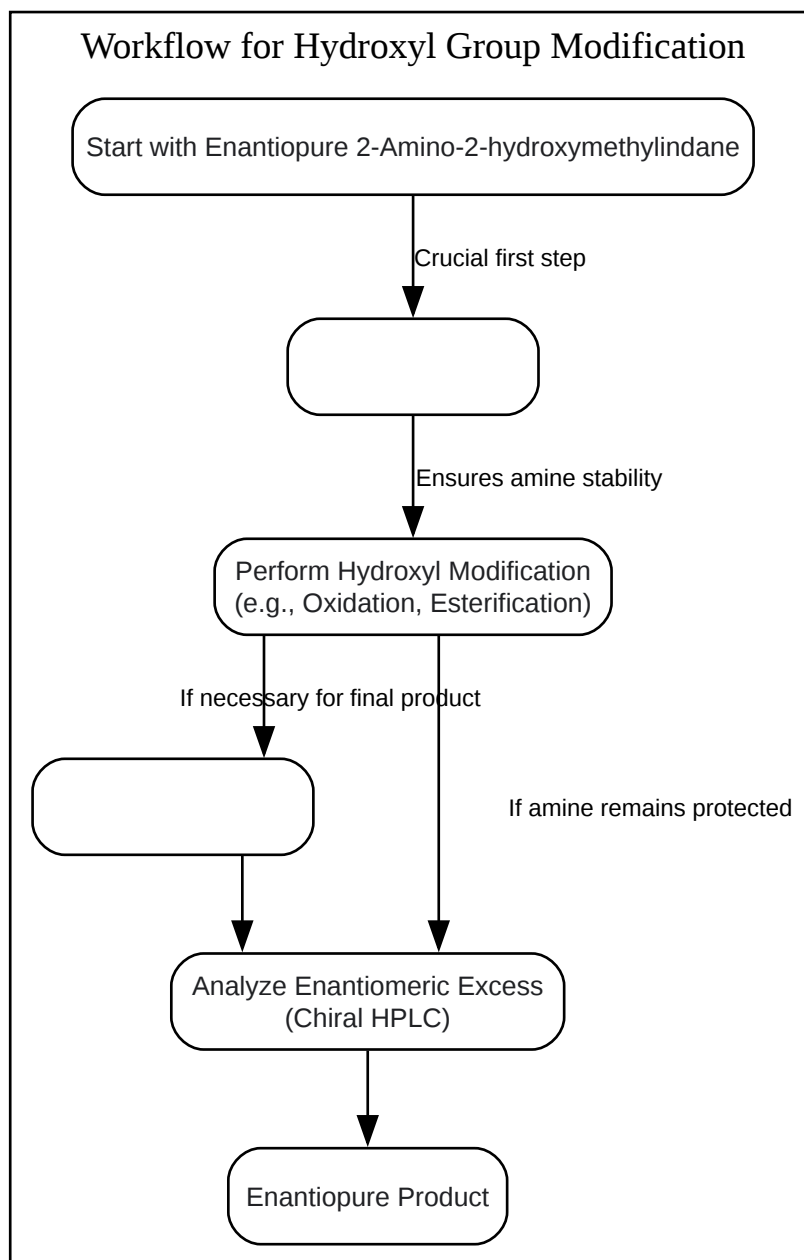 Workflow for Hydroxyl Group Modification
Start with Enantiopure 2-Amino-2-hydroxymethylindane
Crucial first step
Ensures amine stability
Perform Hydroxyl Modification
(e.g., Oxidation, Esterification)
If necessary for final product
If amine remains protected
Analyze Enantiomeric Excess
(Chiral HPLC)
Enantiopure Product